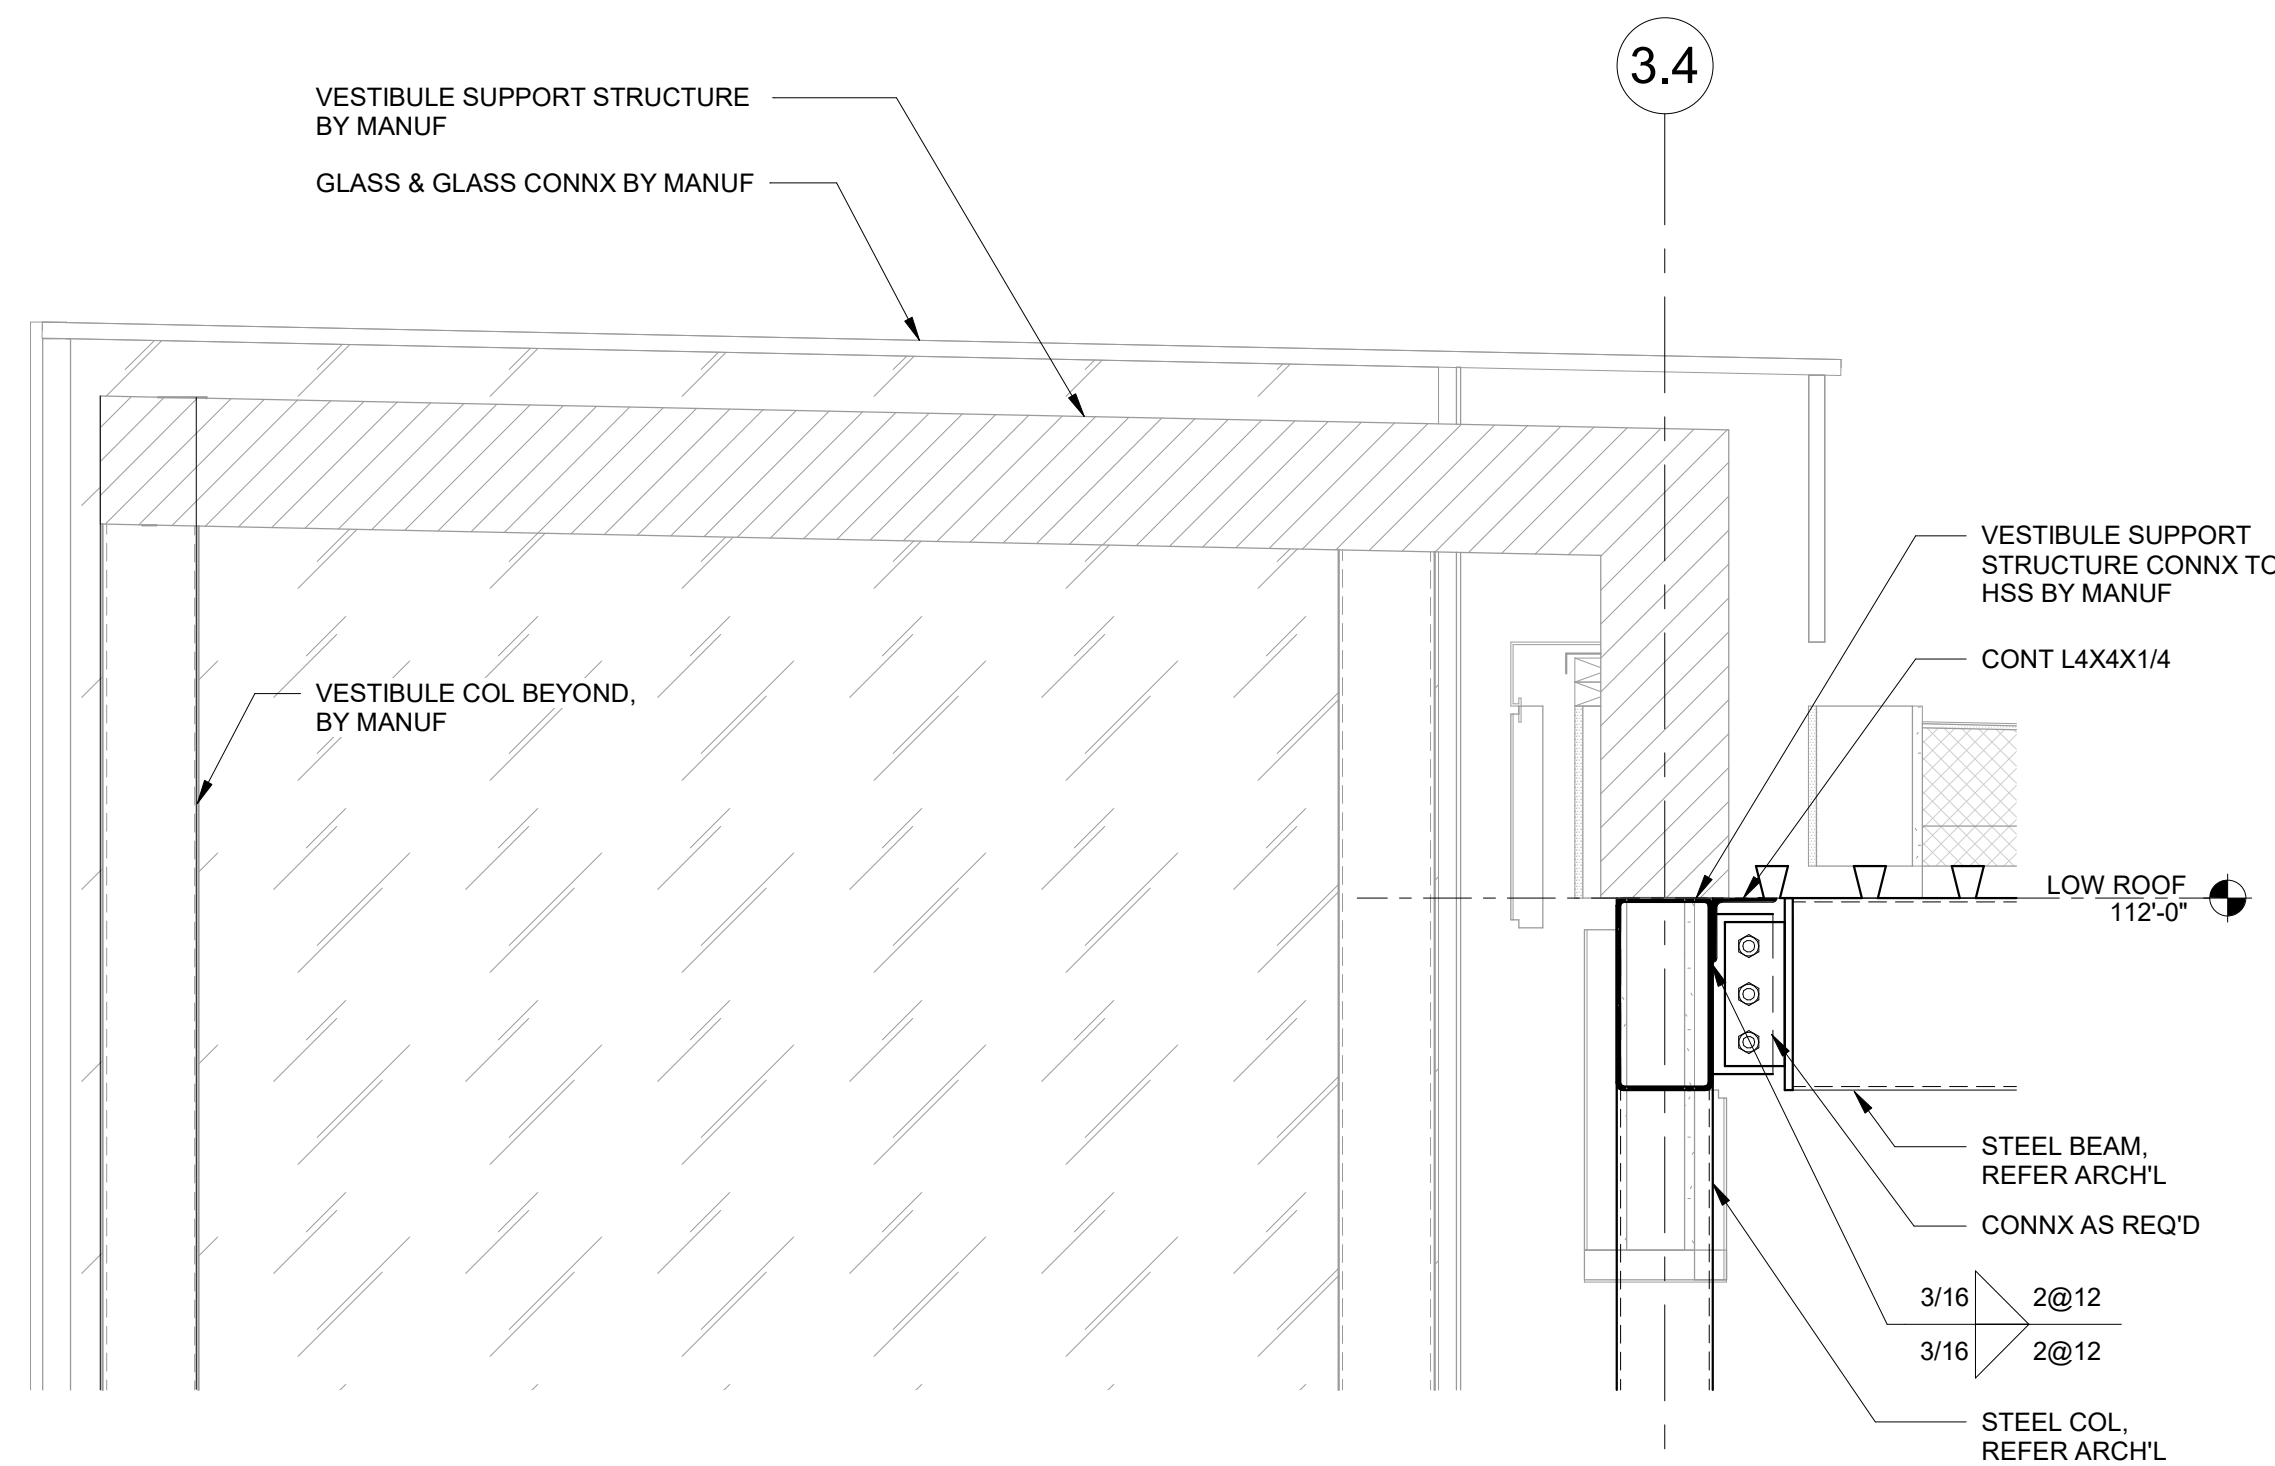 3.4
VESTIBULE SUPPORT STRUCTURE
BY MANUF
GLASS & GLASS CONNX BY MANUF
VESTIBULE SUPPORT
STRUCTURE CONNX TO
HSS BY MANUF
CONT L4X4X1/4
VESTIBULE COL BEYOND,
BY MANUF
LOW ROOF
112'-0"
STEEL BEAM,
REFER ARCH'L
CONNX AS REQ'D
3/16 2@12
3/16 2@12
STEEL COL,
REFER ARCH'L